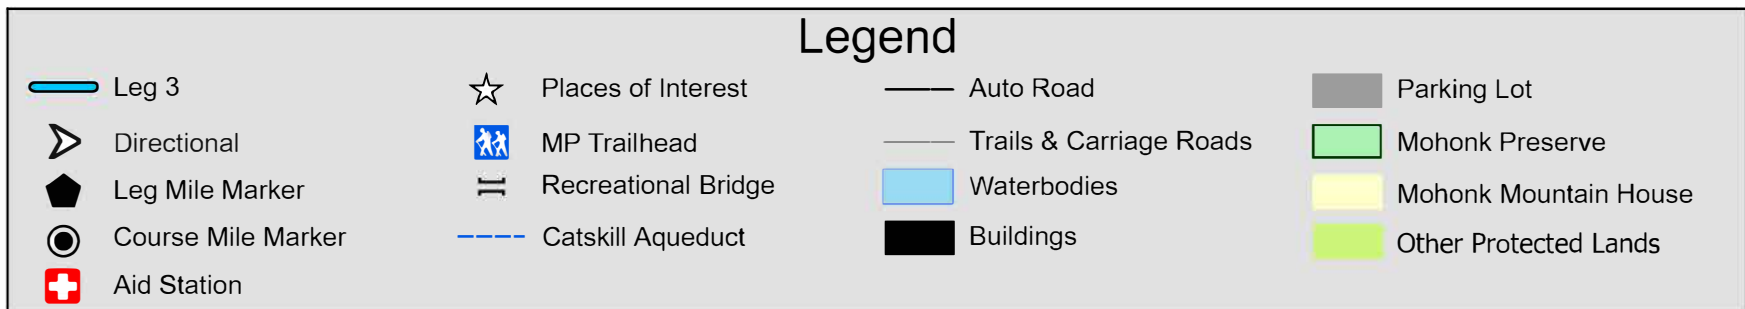 Legend
Leg 3
Directional
Leg Mile Marker
Course Mile Marker
Aid Station
Places of Interest
MP Trailhead
Recreational Bridge
Catskill Aqueduct
Auto Road
Trails & Carriage Roads
Waterbodies
Buildings
Parking Lot
Mohonk Preserve
Mohonk Mountain House
Other Protected Lands